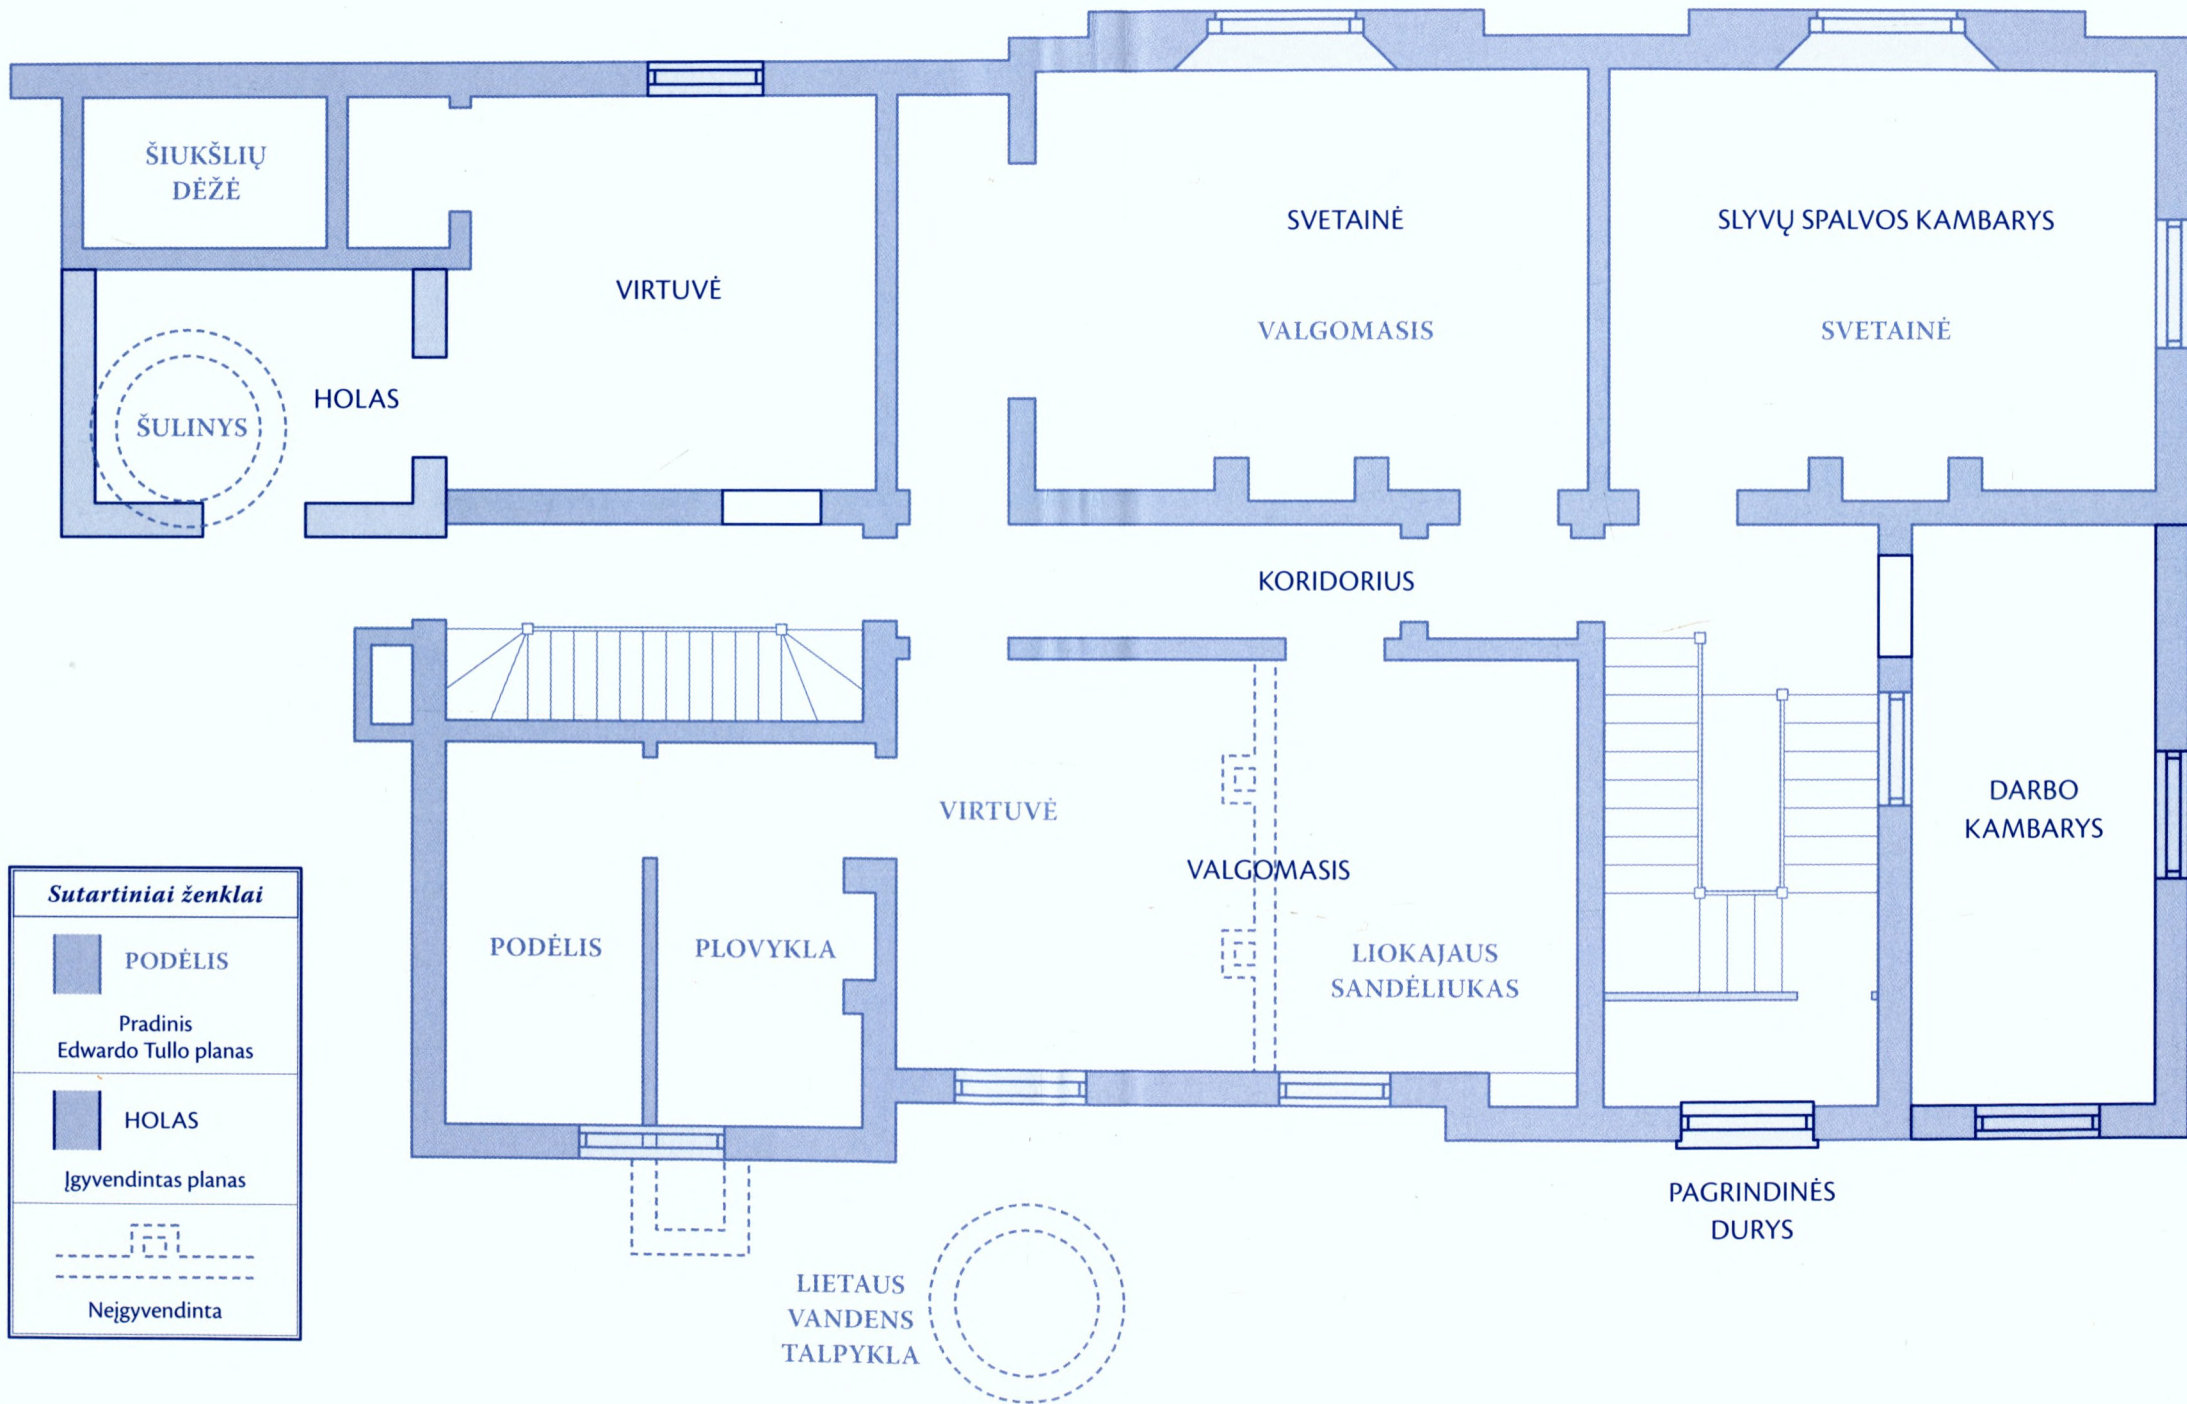 ŠIUKŠLIŲ
DĖŽĖ
VIRTUVĖ
SVETAINĖ
VALGOMASIS
SLYVŲ SPALVOS KAMBARYS
SVETAINĖ
HOLAS
ŠULINYS
KORIDORIUS
VIRTUVĖ
VALGOMASIS
PODĖLIS
PLOVYKLA
LIOKAJAUS
SANDĖLIUKAS
DARBO
KAMBARYS
PAGRINDINĖS
DURYS
LIETAUS
VANDENS
TALPYKLA
Sutartiniai ženklai
PODĖLIS
Pradinis
Edwardo Tullo planas
HOLAS
Įgyvendintas planas
Neįgyvendinta